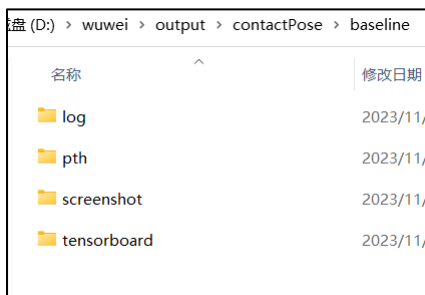 盘 (D:) > wuwei > output > contactPose > baseline
名称 修改日期
log 2023/11/
pth 2023/11/
screenshot 2023/11/
tensorboard 2023/11/